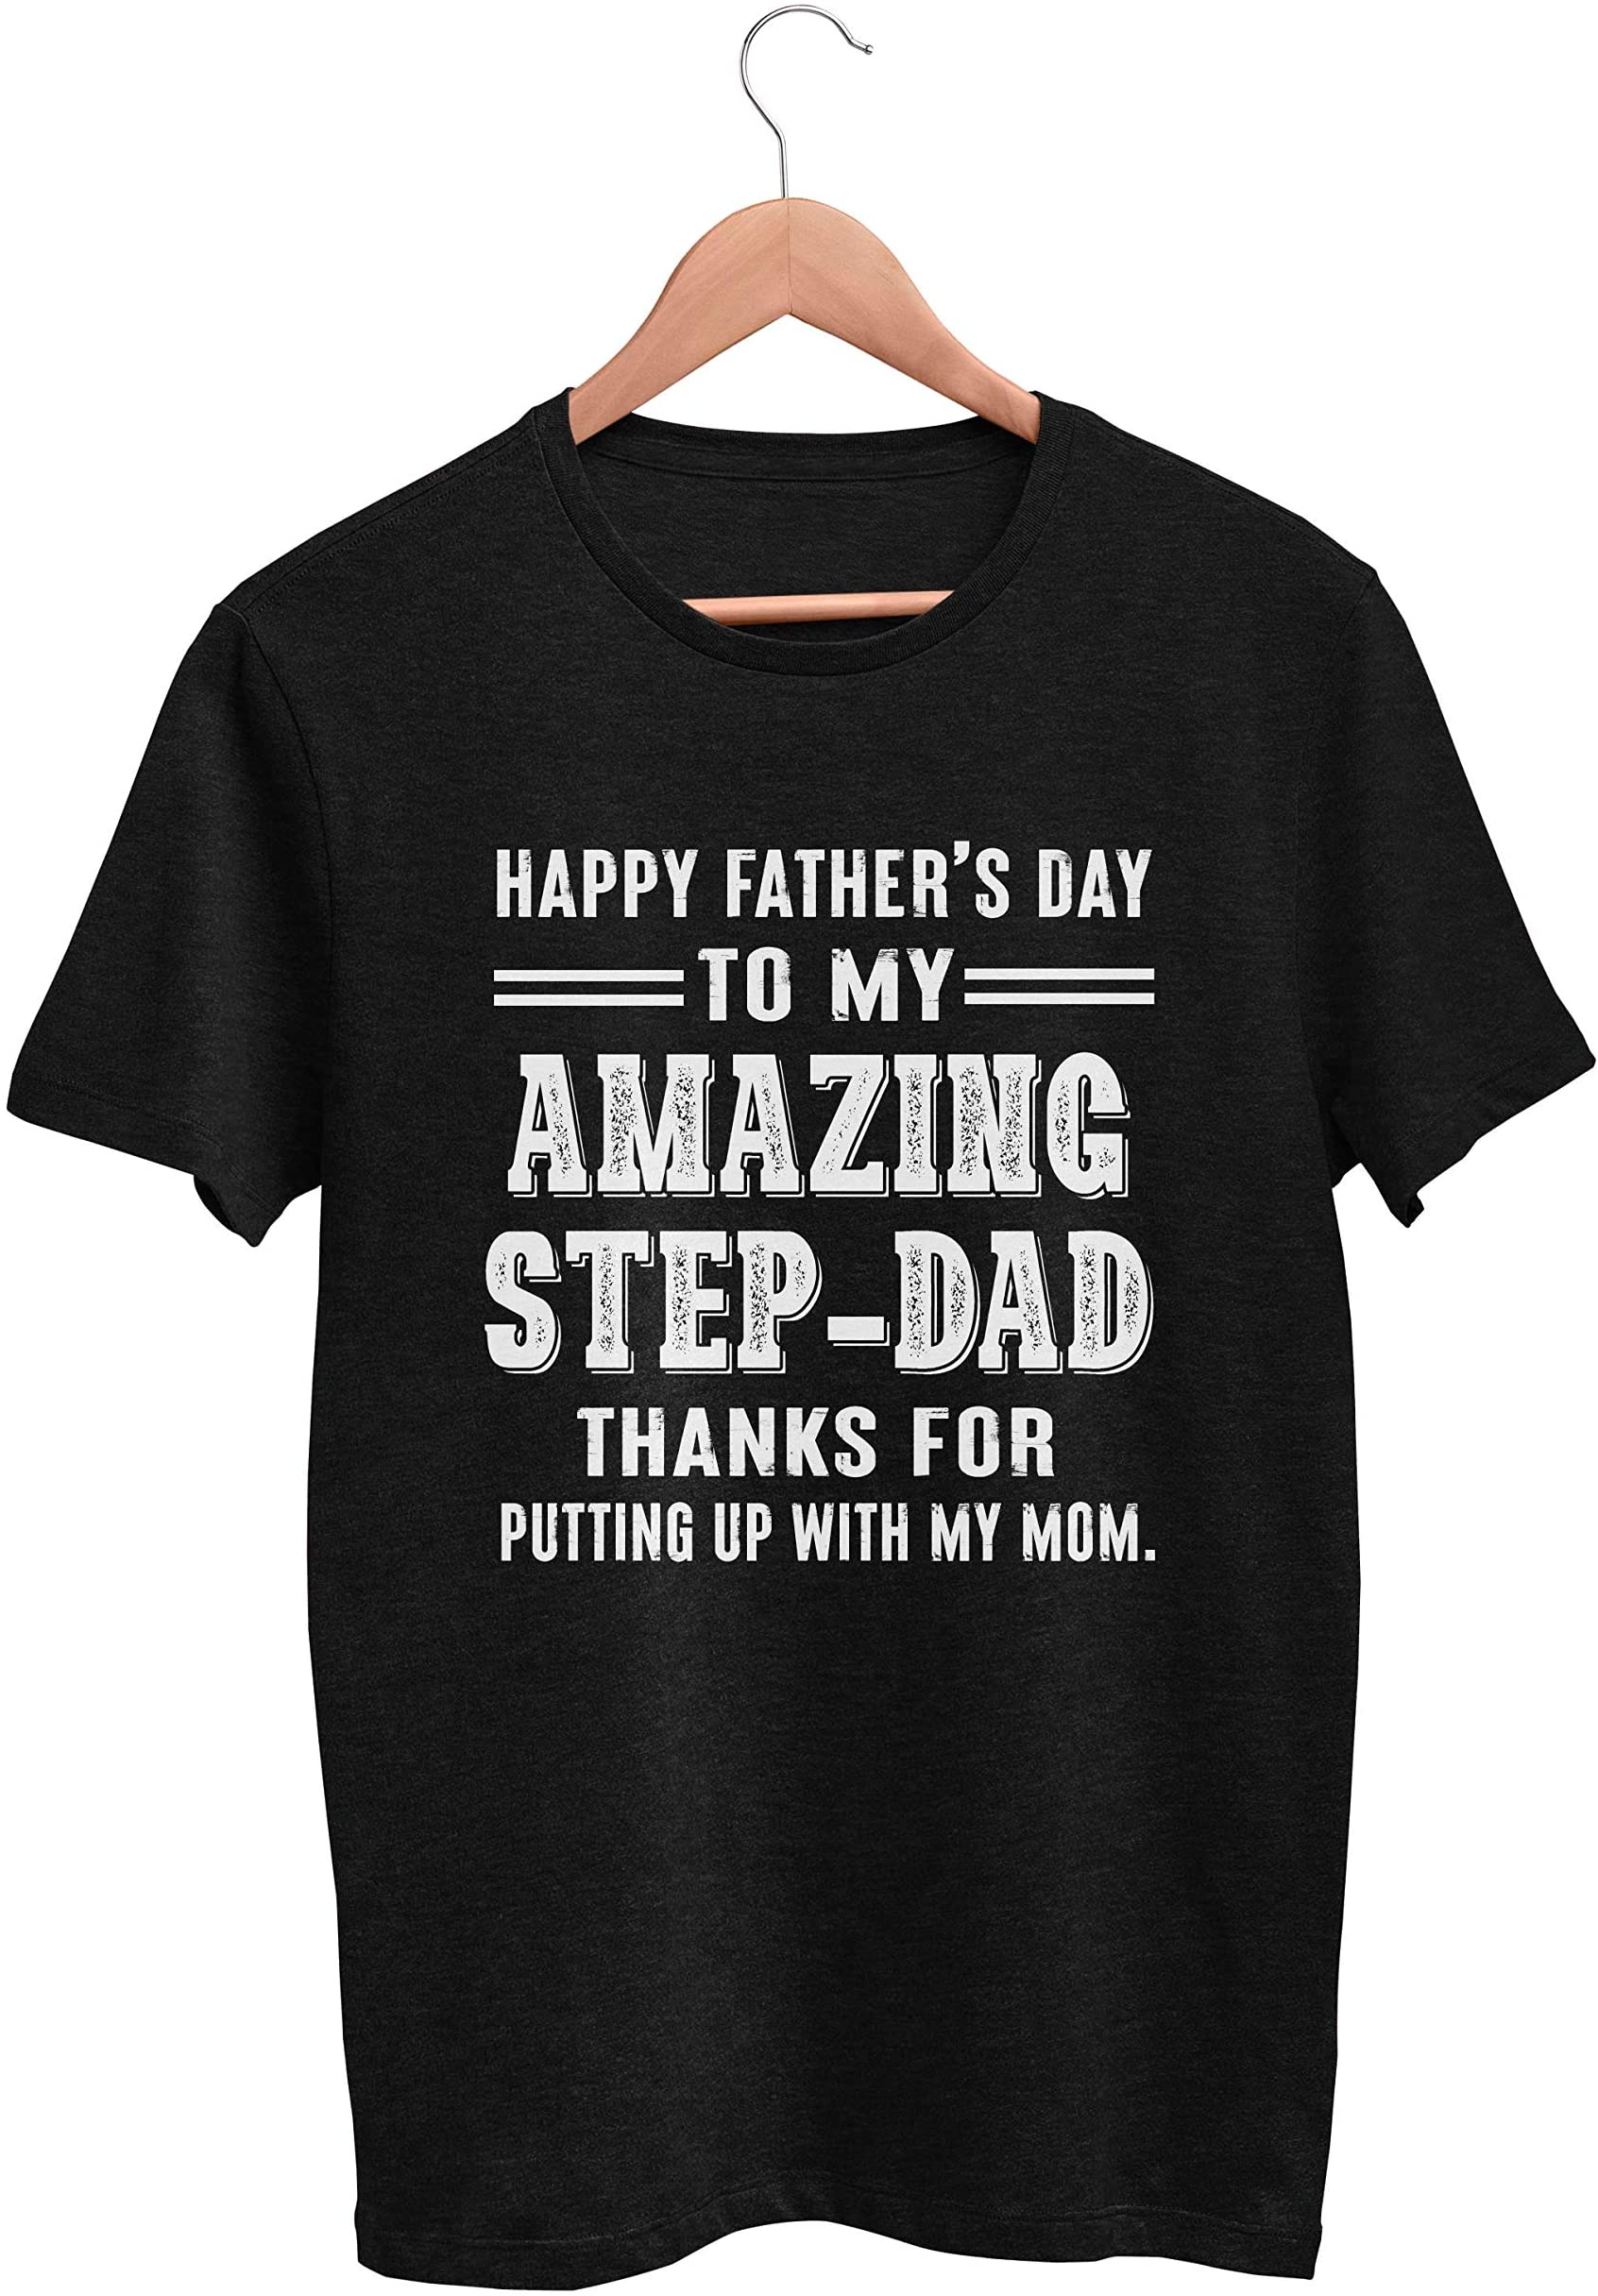 HAPPY FATHER'S DAY
TO MY
AMAZING
STEP-DAD
THANKS FOR
PUTTING UP WITH MY MOM.